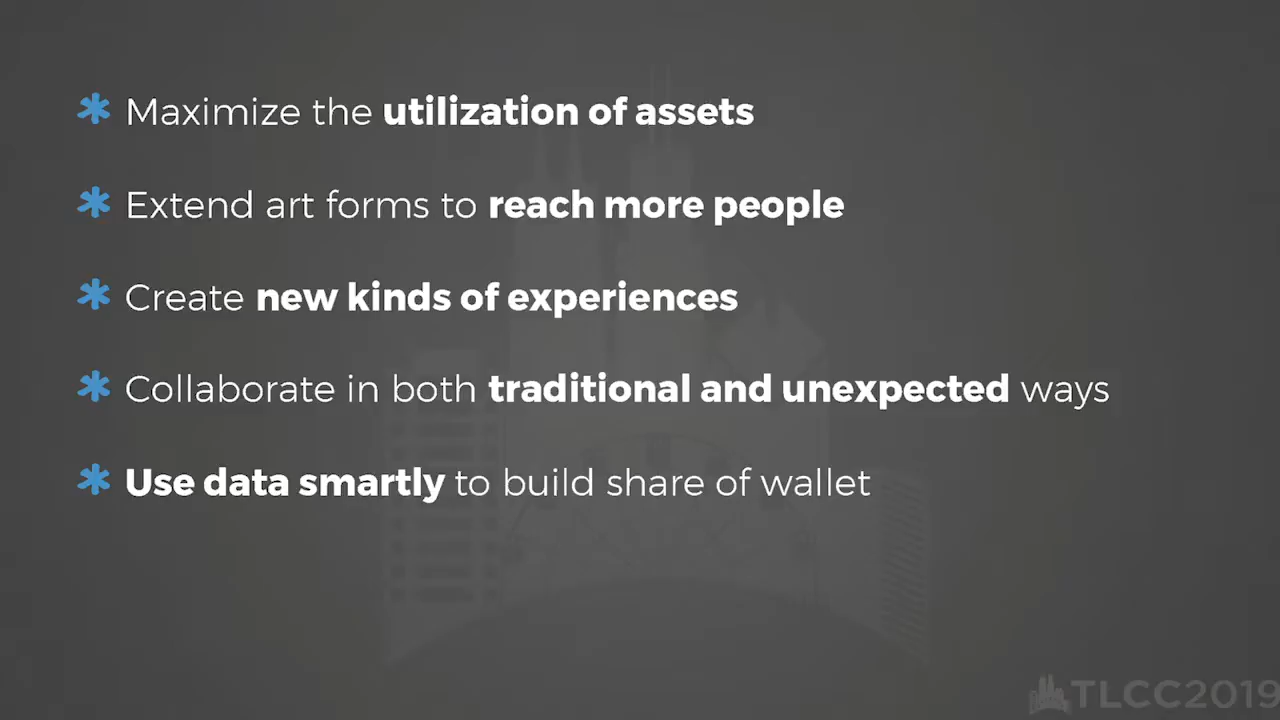 * Maximize the utilization of assets
* Extend art forms to reach more people
* Create new kinds of experiences
* Collaborate in both traditional and unexpected ways
* Use data smartly to build share of wallet
TLCC2019